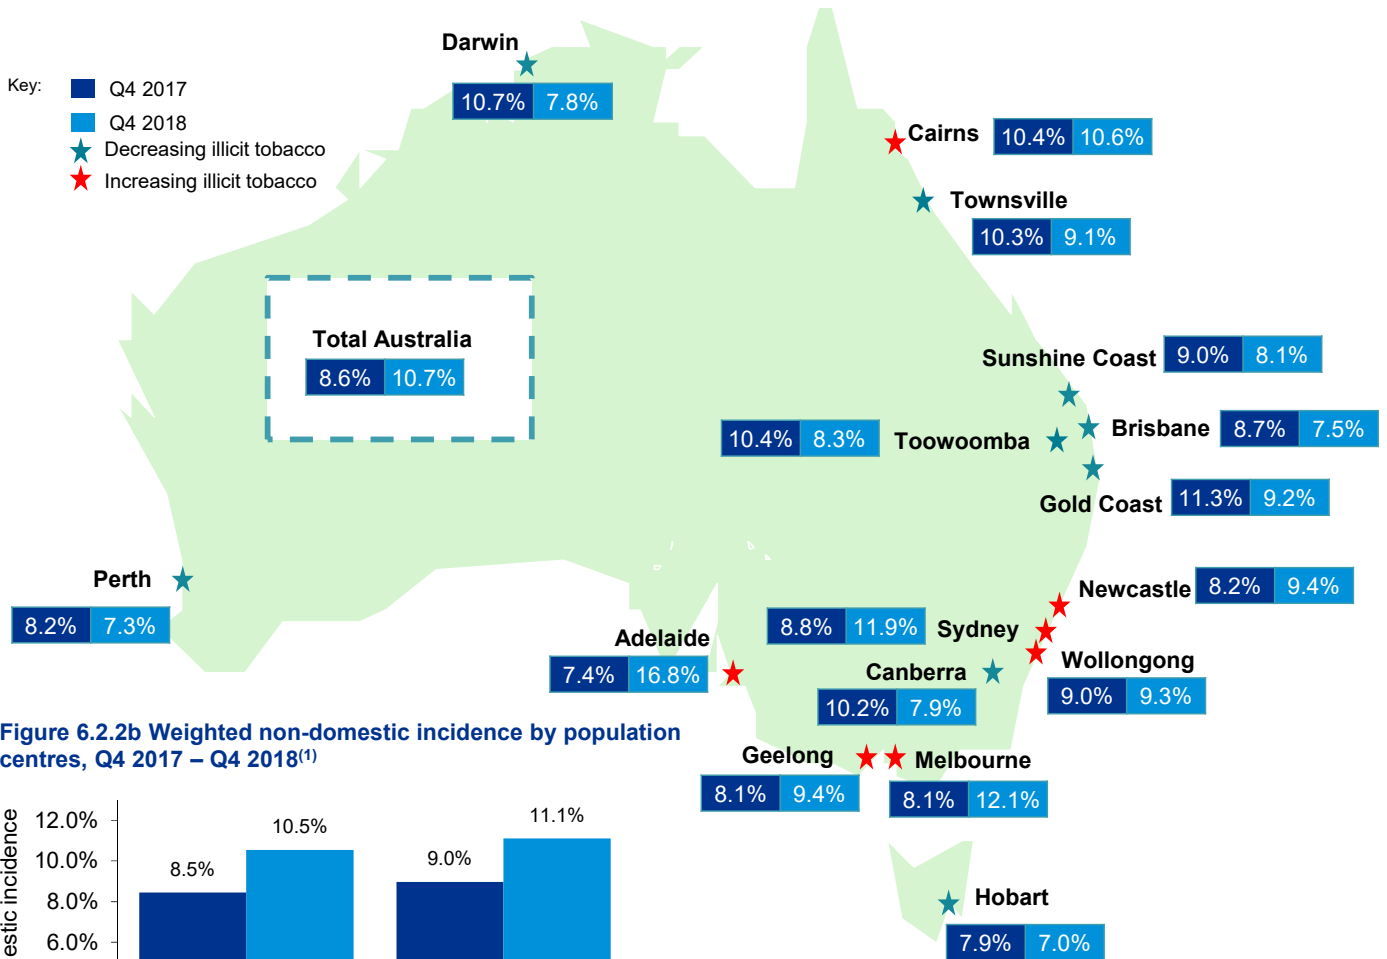 Darwin
10.7% 7.8%
Key:
Q4 2017
Q4 2018
Decreasing illicit tobacco
Increasing illicit tobacco
Cairns 10.4% 10.6%
Townsville
10.3% 9.1%
Total Australia
8.6% 10.7%
Sunshine Coast 9.0% 8.1%
10.4% 8.3% Toowoomba
Brisbane 8.7% 7.5%
Gold Coast 11.3% 9.2%
Perth
8.2% 7.3%
Newcastle 8.2% 9.4%
8.8% 11.9% Sydney
Adelaide
7.4% 16.8%
Wollongong
9.0% 9.3%
Canberra
10.2% 7.9%
Geelong
8.1% 9.4%
Melbourne
8.1% 12.1%
Hobart
7.9% 7.0%
Figure 6.2.2b Weighted non-domestic incidence by population
centres, Q4 2017 – Q4 2018(1)
estic incidence
12.0%
10.0%
8.0%
6.0%
8.5%
10.5%
9.0%
11.1%